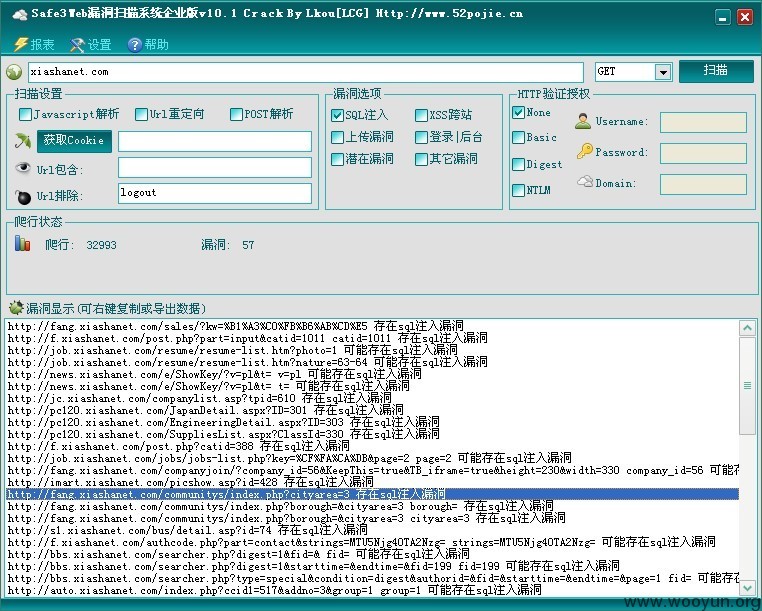 Safe3 Web漏洞扫描系统企业版v10.1 Crack By Lkou[LCG] Http://www.52pojie.cn
报表 设置 帮助
xiashanet.com GET 扫描
扫描设置
Javascript解析 Url重定向 POST解析
获取Cookie
Url包含:
Url排除: logout
漏洞选项
SQL注入 XSS跨站
上传漏洞 登录|后台
潜在漏洞 其它漏洞
HTTP验证授权
None
Basic
Digest
NTLM
Username:
Password:
Domain:
爬行状态
爬行: 32993 漏洞: 57
漏洞显示(可右键复制或导出数据)
http://fang.xiashanet.com/sales/?kw=%B1%A3%C0%FB%B6%AB%CD%E5 存在sql注入漏洞
http://f.xiashanet.com/post.php?part=input&catid=1011 catid=1011 存在sql注入漏洞
http://job.xiashanet.com/resume/resume-list.htm?photo=1 可能存在sql注入漏洞
http://job.xiashanet.com/resume/resume-list.htm?nature=63-64 可能存在sql注入漏洞
http://news.xiashanet.com/e/ShowKey/?v=pl&t= v=pl 可能存在sql注入漏洞
http://news.xiashanet.com/e/ShowKey/?v=pl&t= t= 可能存在sql注入漏洞
http://jc.xiashanet.com/companylist.asp?tpid=610 存在sql注入漏洞
http://pc120.xiashanet.com/JapanDetail.aspx?ID=301 存在sql注入漏洞
http://pc120.xiashanet.com/EngineeringDetail.aspx?ID=303 存在sql注入漏洞
http://pc120.xiashanet.com/SuppliesList.aspx?ClassId=330 存在sql注入漏洞
http://f.xiashanet.com/post.php?catid=388 存在sql注入漏洞
http://job.xiashanet.com/jobs/jobs-list.php?key=%CF%FA%CA%DB&page=2 page=2 可能存在sql注入漏洞
http://fang.xiashanet.com/companyjoin/?company_id=56&KeepThis=true&TB_iframe=true&height=230&width=330 company_id=56 可能存
http://imart.xiashanet.com/picshow.asp?id=428 存在sql注入漏洞
http://fang.xiashanet.com/communitys/index.php?cityarea=3 存在sql注入漏洞
http://fang.xiashanet.com/communitys/index.php?borough=&cityarea=3 borough= 存在sql注入漏洞
http://fang.xiashanet.com/communitys/index.php?borough=&cityarea=3 cityarea=3 存在sql注入漏洞
http://sl.xiashanet.com/bus/detail.asp?id=74 存在sql注入漏洞
http://f.xiashanet.com/authcode.php?part=contact&strings=MTU5Njg4OTA2Nzg= strings=MTU5Njg4OTA2Nzg= 可能存在sql注入漏洞
http://bbs.xiashanet.com/searcher.php?digest=1&fid=& fid= 可能存在sql注入漏洞
http://bbs.xiashanet.com/searcher.php?digest=1&starttime=&endtime=&fid=199 fid=199 可能存在sql注入漏洞
http://bbs.xiashanet.com/searcher.php?type=special&condition=digest&authorid=&fid=&starttime=&endtime=&page=1 fid= 可能存在
http://auto.xiashanet.com/index.php?ccid1=517&addno=3&group=1 group=1 可能存在sql注入漏洞
www.wooyun.org